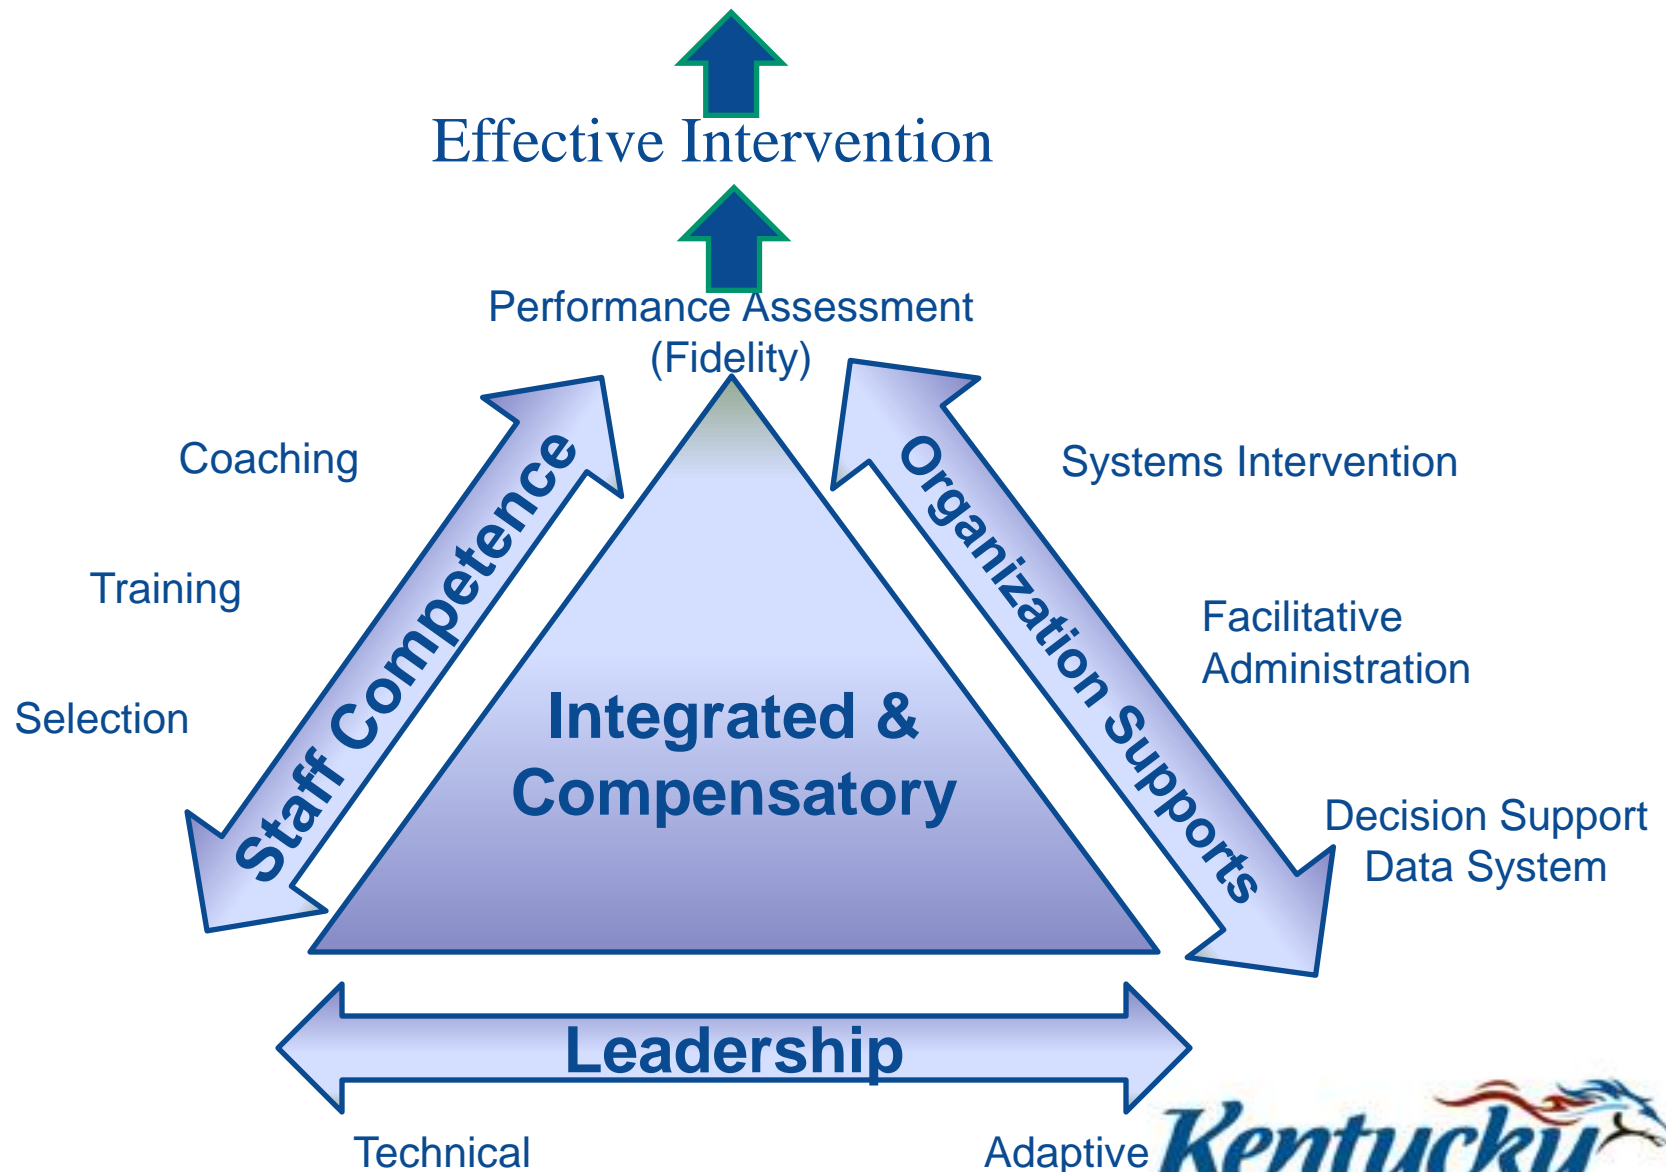 Effective Intervention
Performance Assessment
(Fidelity)
Coaching
Training
Selection
Staff Competence
Organization Supports
Systems Intervention
Facilitative
Administration
Decision Support
Data System
Integrated &
Compensatory
Leadership
Technical
Adaptive
Kentucky